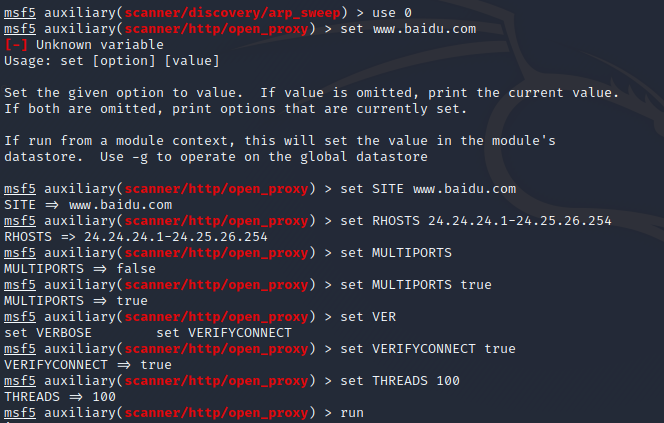 msf5 auxiliary(scanner/discovery/arp_sweep) > use 0
msf5 auxiliary(scanner/http/open_proxy) > set www.baidu.com
[-] Unknown variable
Usage: set [option] [value]
Set the given option to value.  If value is omitted, print the current value.
If both are omitted, print options that are currently set.
If run from a module context, this will set the value in the module's
datastore.  Use -g to operate on the global datastore
msf5 auxiliary(scanner/http/open_proxy) > set SITE www.baidu.com
SITE => www.baidu.com
msf5 auxiliary(scanner/http/open_proxy) > set RHOSTS 24.24.24.1-24.25.26.254
RHOSTS => 24.24.24.1-24.25.26.254
msf5 auxiliary(scanner/http/open_proxy) > set MULTIPORTS
MULTIPORTS => false
msf5 auxiliary(scanner/http/open_proxy) > set MULTIPORTS true
MULTIPORTS => true
msf5 auxiliary(scanner/http/open_proxy) > set VER
set VERBOSE        set VERIFYCONNECT
msf5 auxiliary(scanner/http/open_proxy) > set VERIFYCONNECT true
VERIFYCONNECT => true
msf5 auxiliary(scanner/http/open_proxy) > set THREADS 100
THREADS => 100
msf5 auxiliary(scanner/http/open_proxy) > run